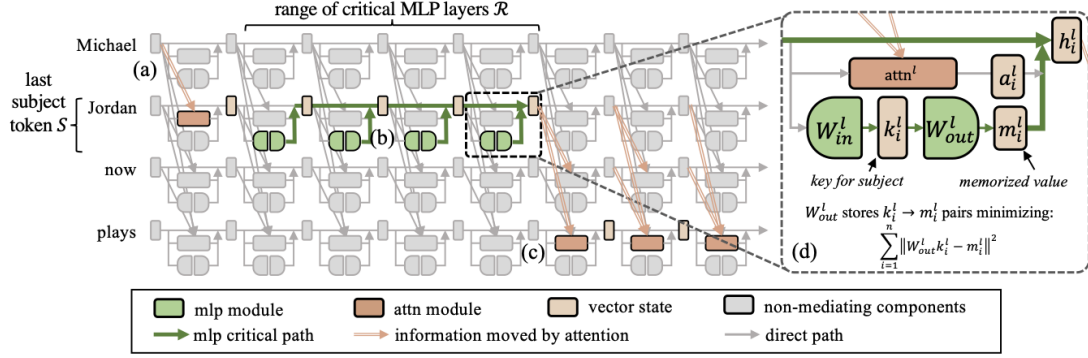 range of critical MLP layers ℛ
Michael
(a)
last
subject
token S
Jordan
(b)
now
plays
(c)
h_i^l
attn^l
a_i^l
W_in^l
k_i^l
W_out^l
m_i^l
key for subject
memorized value
W_out^l stores k_i^l → m_i^l pairs minimizing:
(d)
∑_{i=1}^{n} ‖W_out^l k_i^l − m_i^l‖²
mlp module
attn module
vector state
non-mediating components
mlp critical path
information moved by attention
direct path